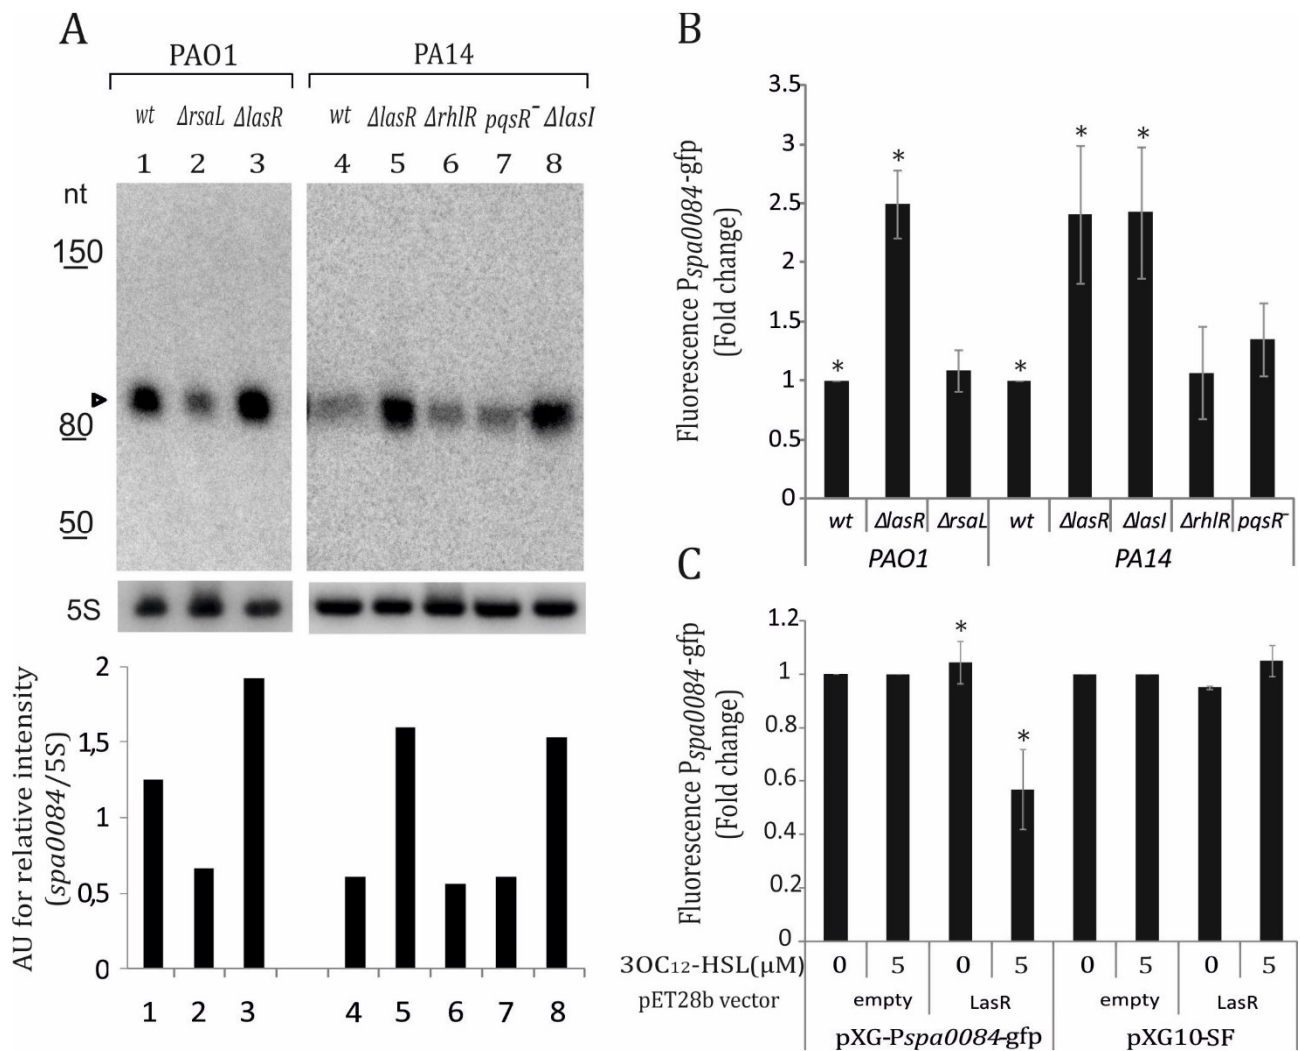 A
PAO1
PA14
wt ΔrsaL ΔlasR wt ΔlasR ΔrhlR pqsR⁻ ΔlasI
1 2 3 4 5 6 7 8
nt
150
80
50
5S
AU for relative intensity
(spa0084/5S)
2
1,5
1
0,5
0
1 2 3 4 5 6 7 8
B
Fluorescence Pspa0084-gfp
(Fold change)
3.5
3
2.5
2
1.5
1
0.5
0
* * * * *
wt ΔlasR ΔrsaL wt ΔlasR ΔlasI ΔrhlR pqsR⁻
PAO1 PA14
C
Fluorescence Pspa0084-gfp
(Fold change)
1.2
1
0.8
0.6
0.4
0.2
0
* *
3OC₁₂-HSL(μM) 0 5 0 5 0 5 0 5
pET28b vector empty LasR empty LasR
pXG-Pspa0084-gfp pXG10-SF